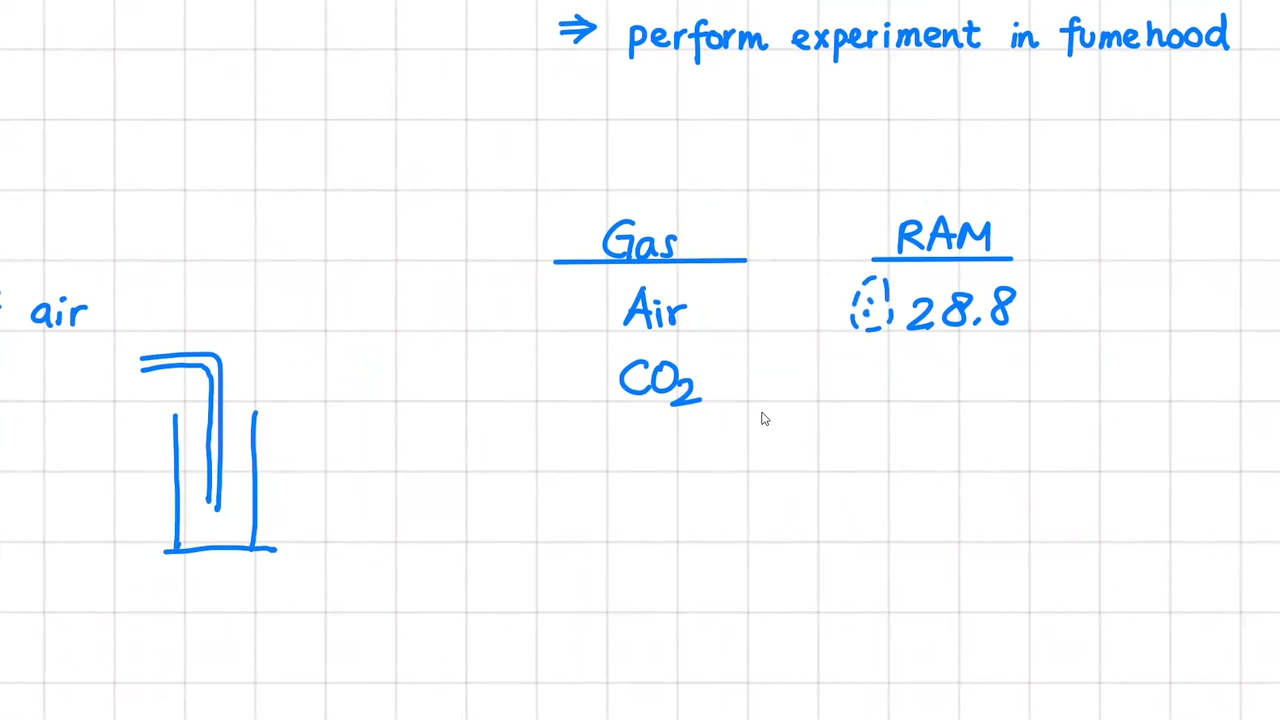 ⇒ perform experiment in fumehood
Gas RAM
Air 28.8
air
CO₂